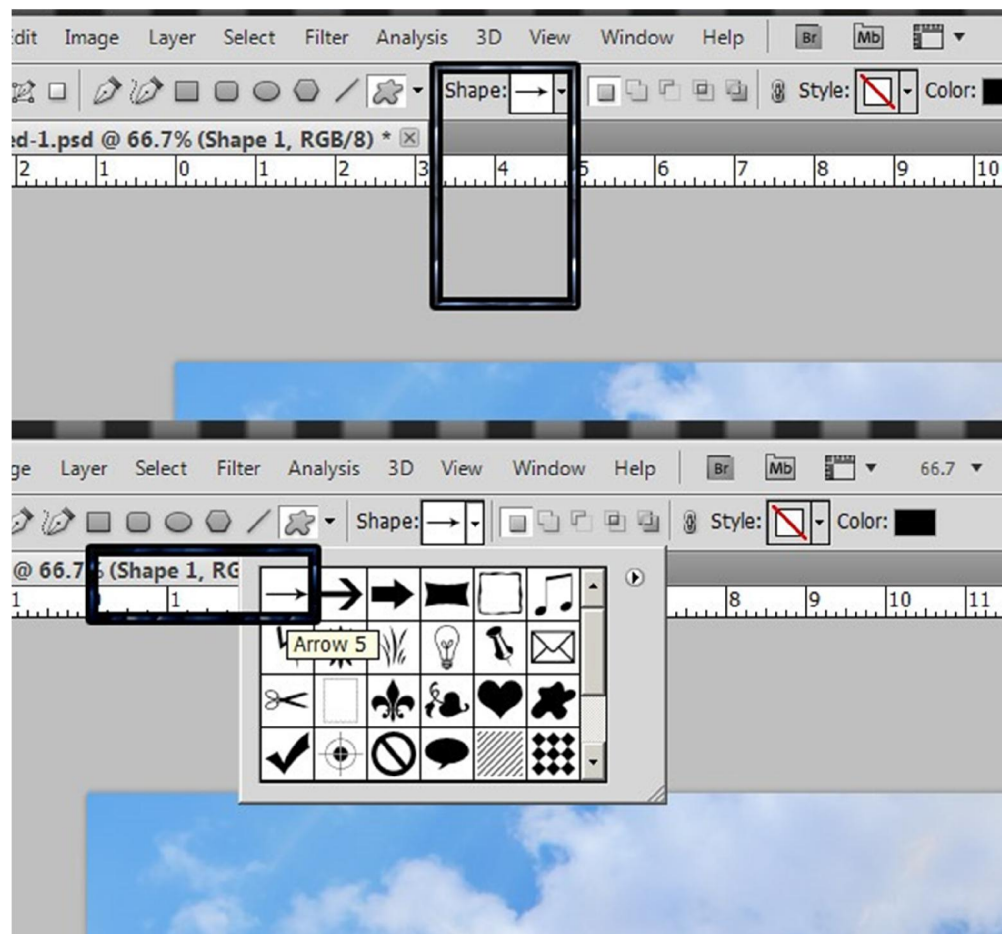 dit Image Layer Select Filter Analysis 3D View Window Help Br Mb
Shape: Style: Color:
ed-1.psd @ 66.7% (Shape 1, RGB/8) *
2 1 0 1 2 3 4 5 6 7 8 9 10
ge Layer Select Filter Analysis 3D View Window Help Br Mb 66.7
Shape: Style: Color:
@ 66.7% (Shape 1, RG
1 1 8 9 10 11
Arrow 5